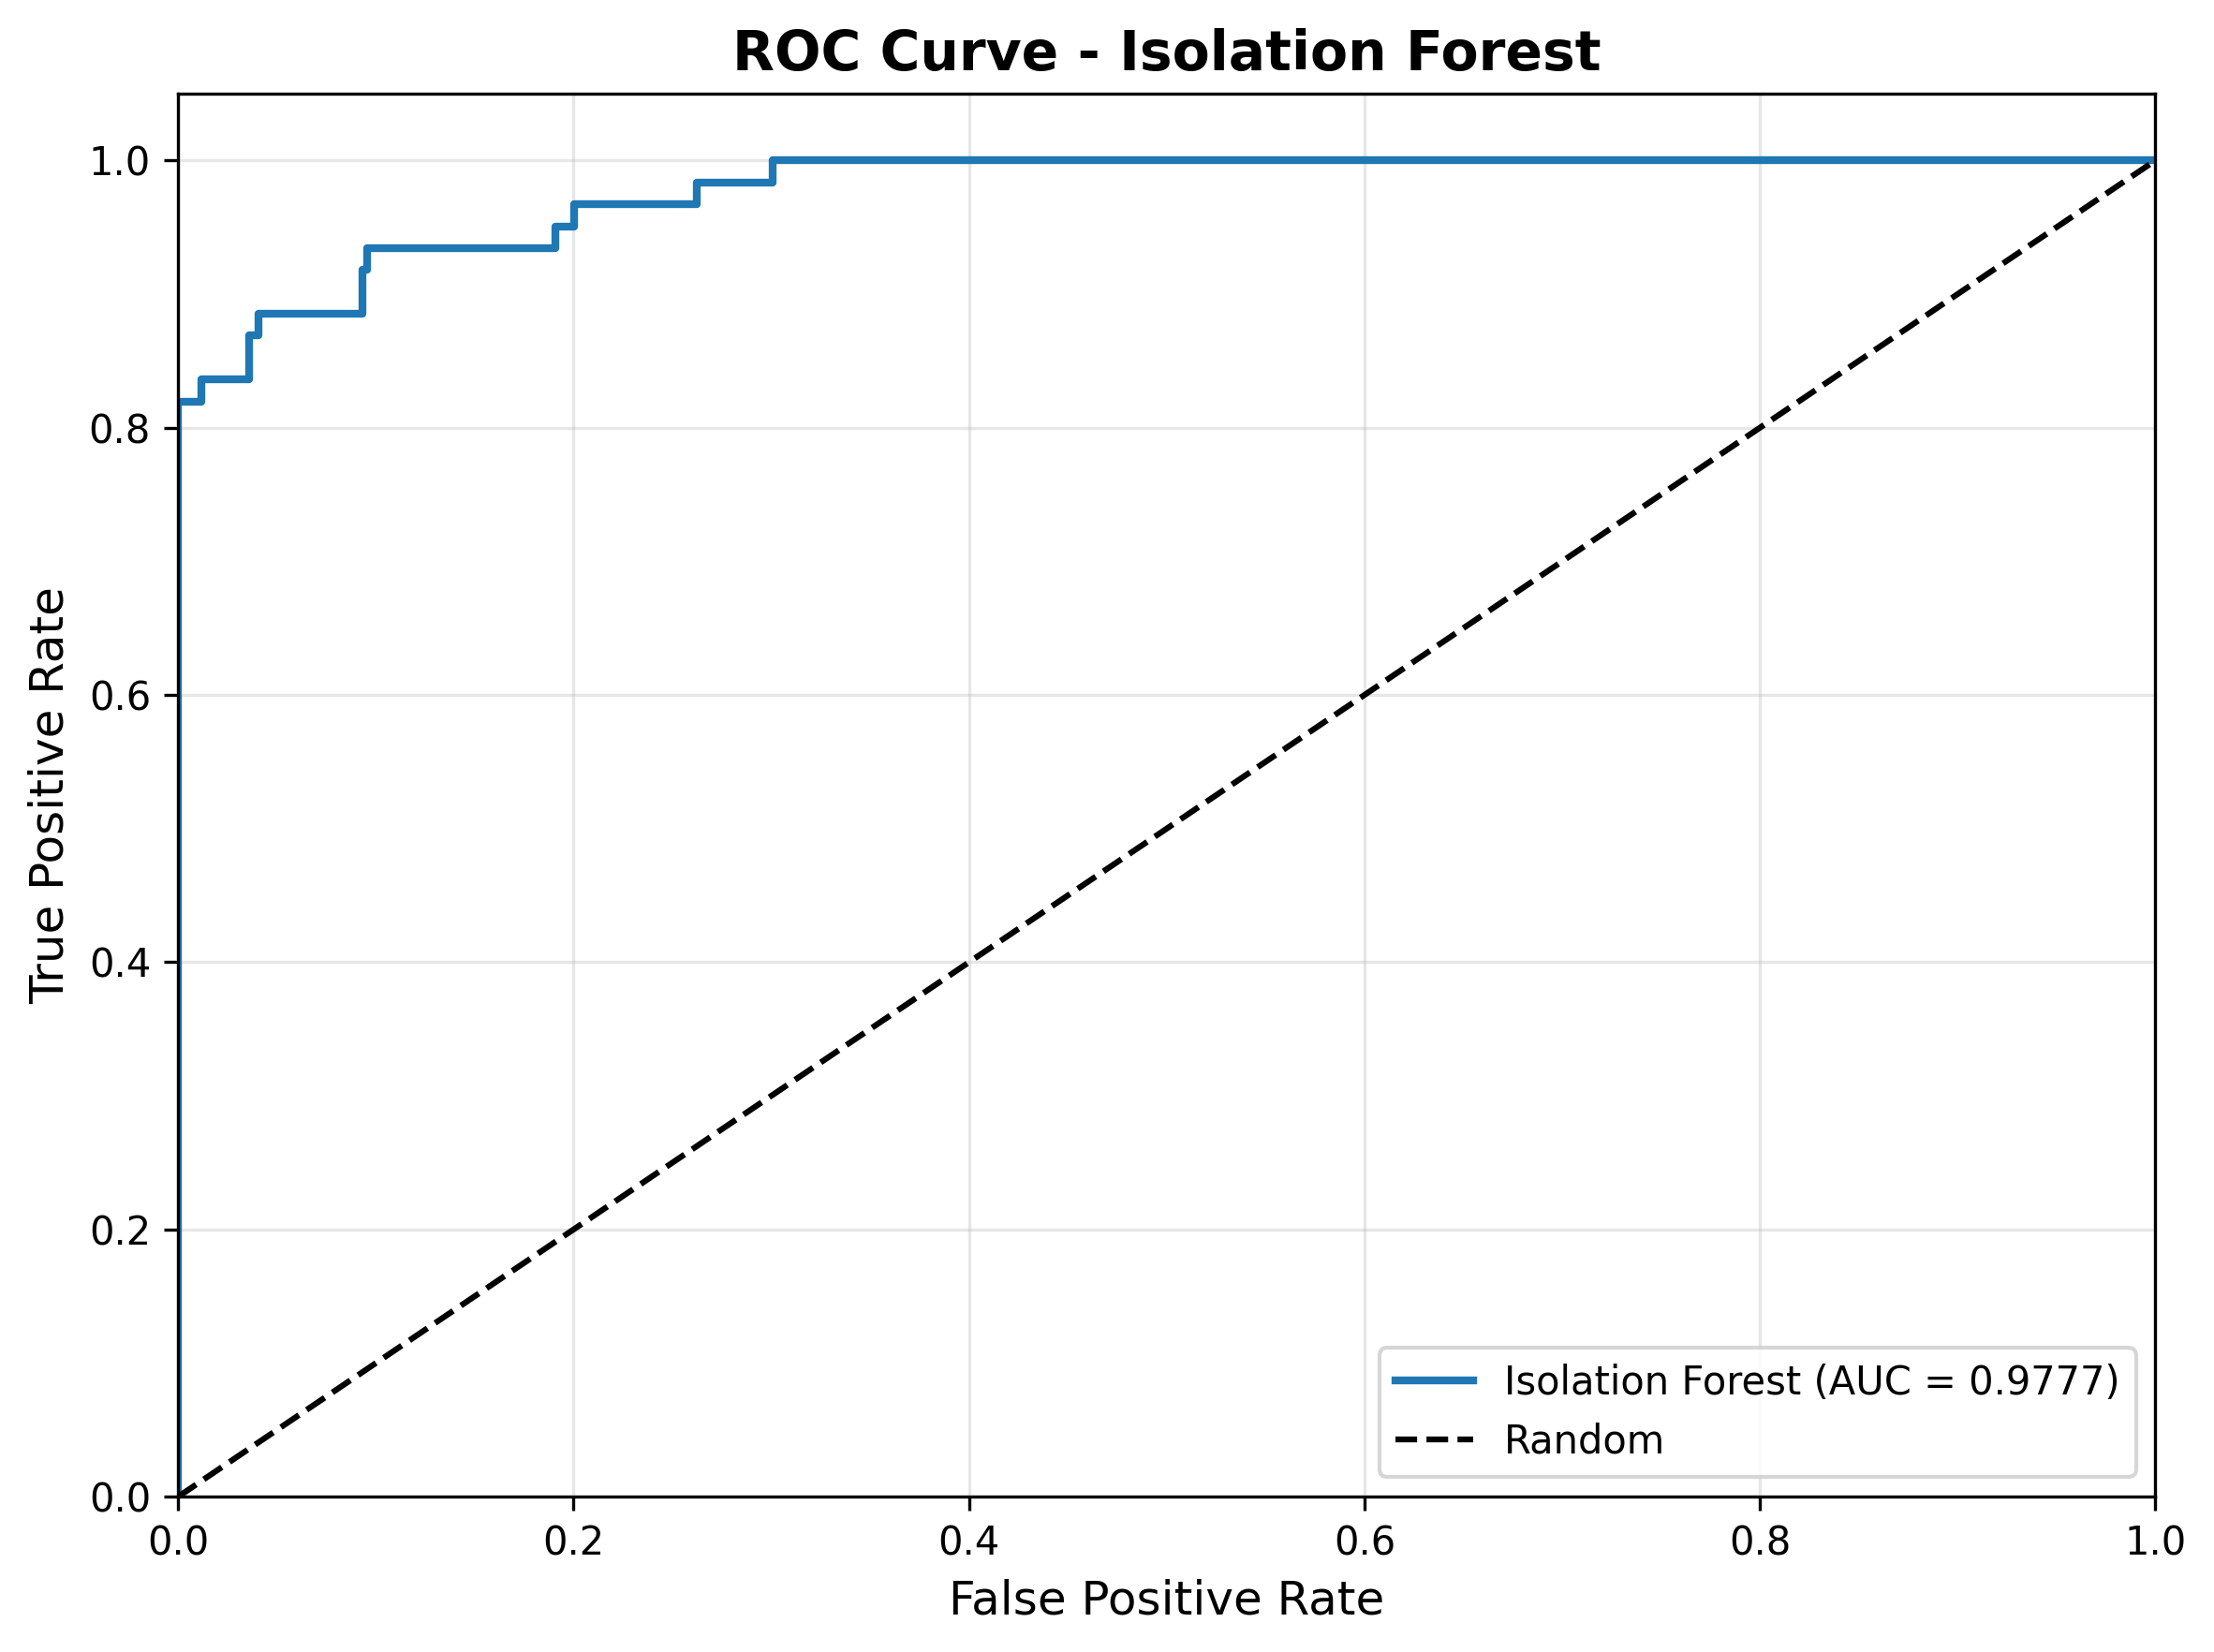 ROC Curve - Isolation Forest
True Positive Rate
1.0
0.8
0.6
0.4
0.2
0.0
0.0 0.2 0.4 0.6 0.8 1.0
False Positive Rate
Isolation Forest (AUC = 0.9777)
Random